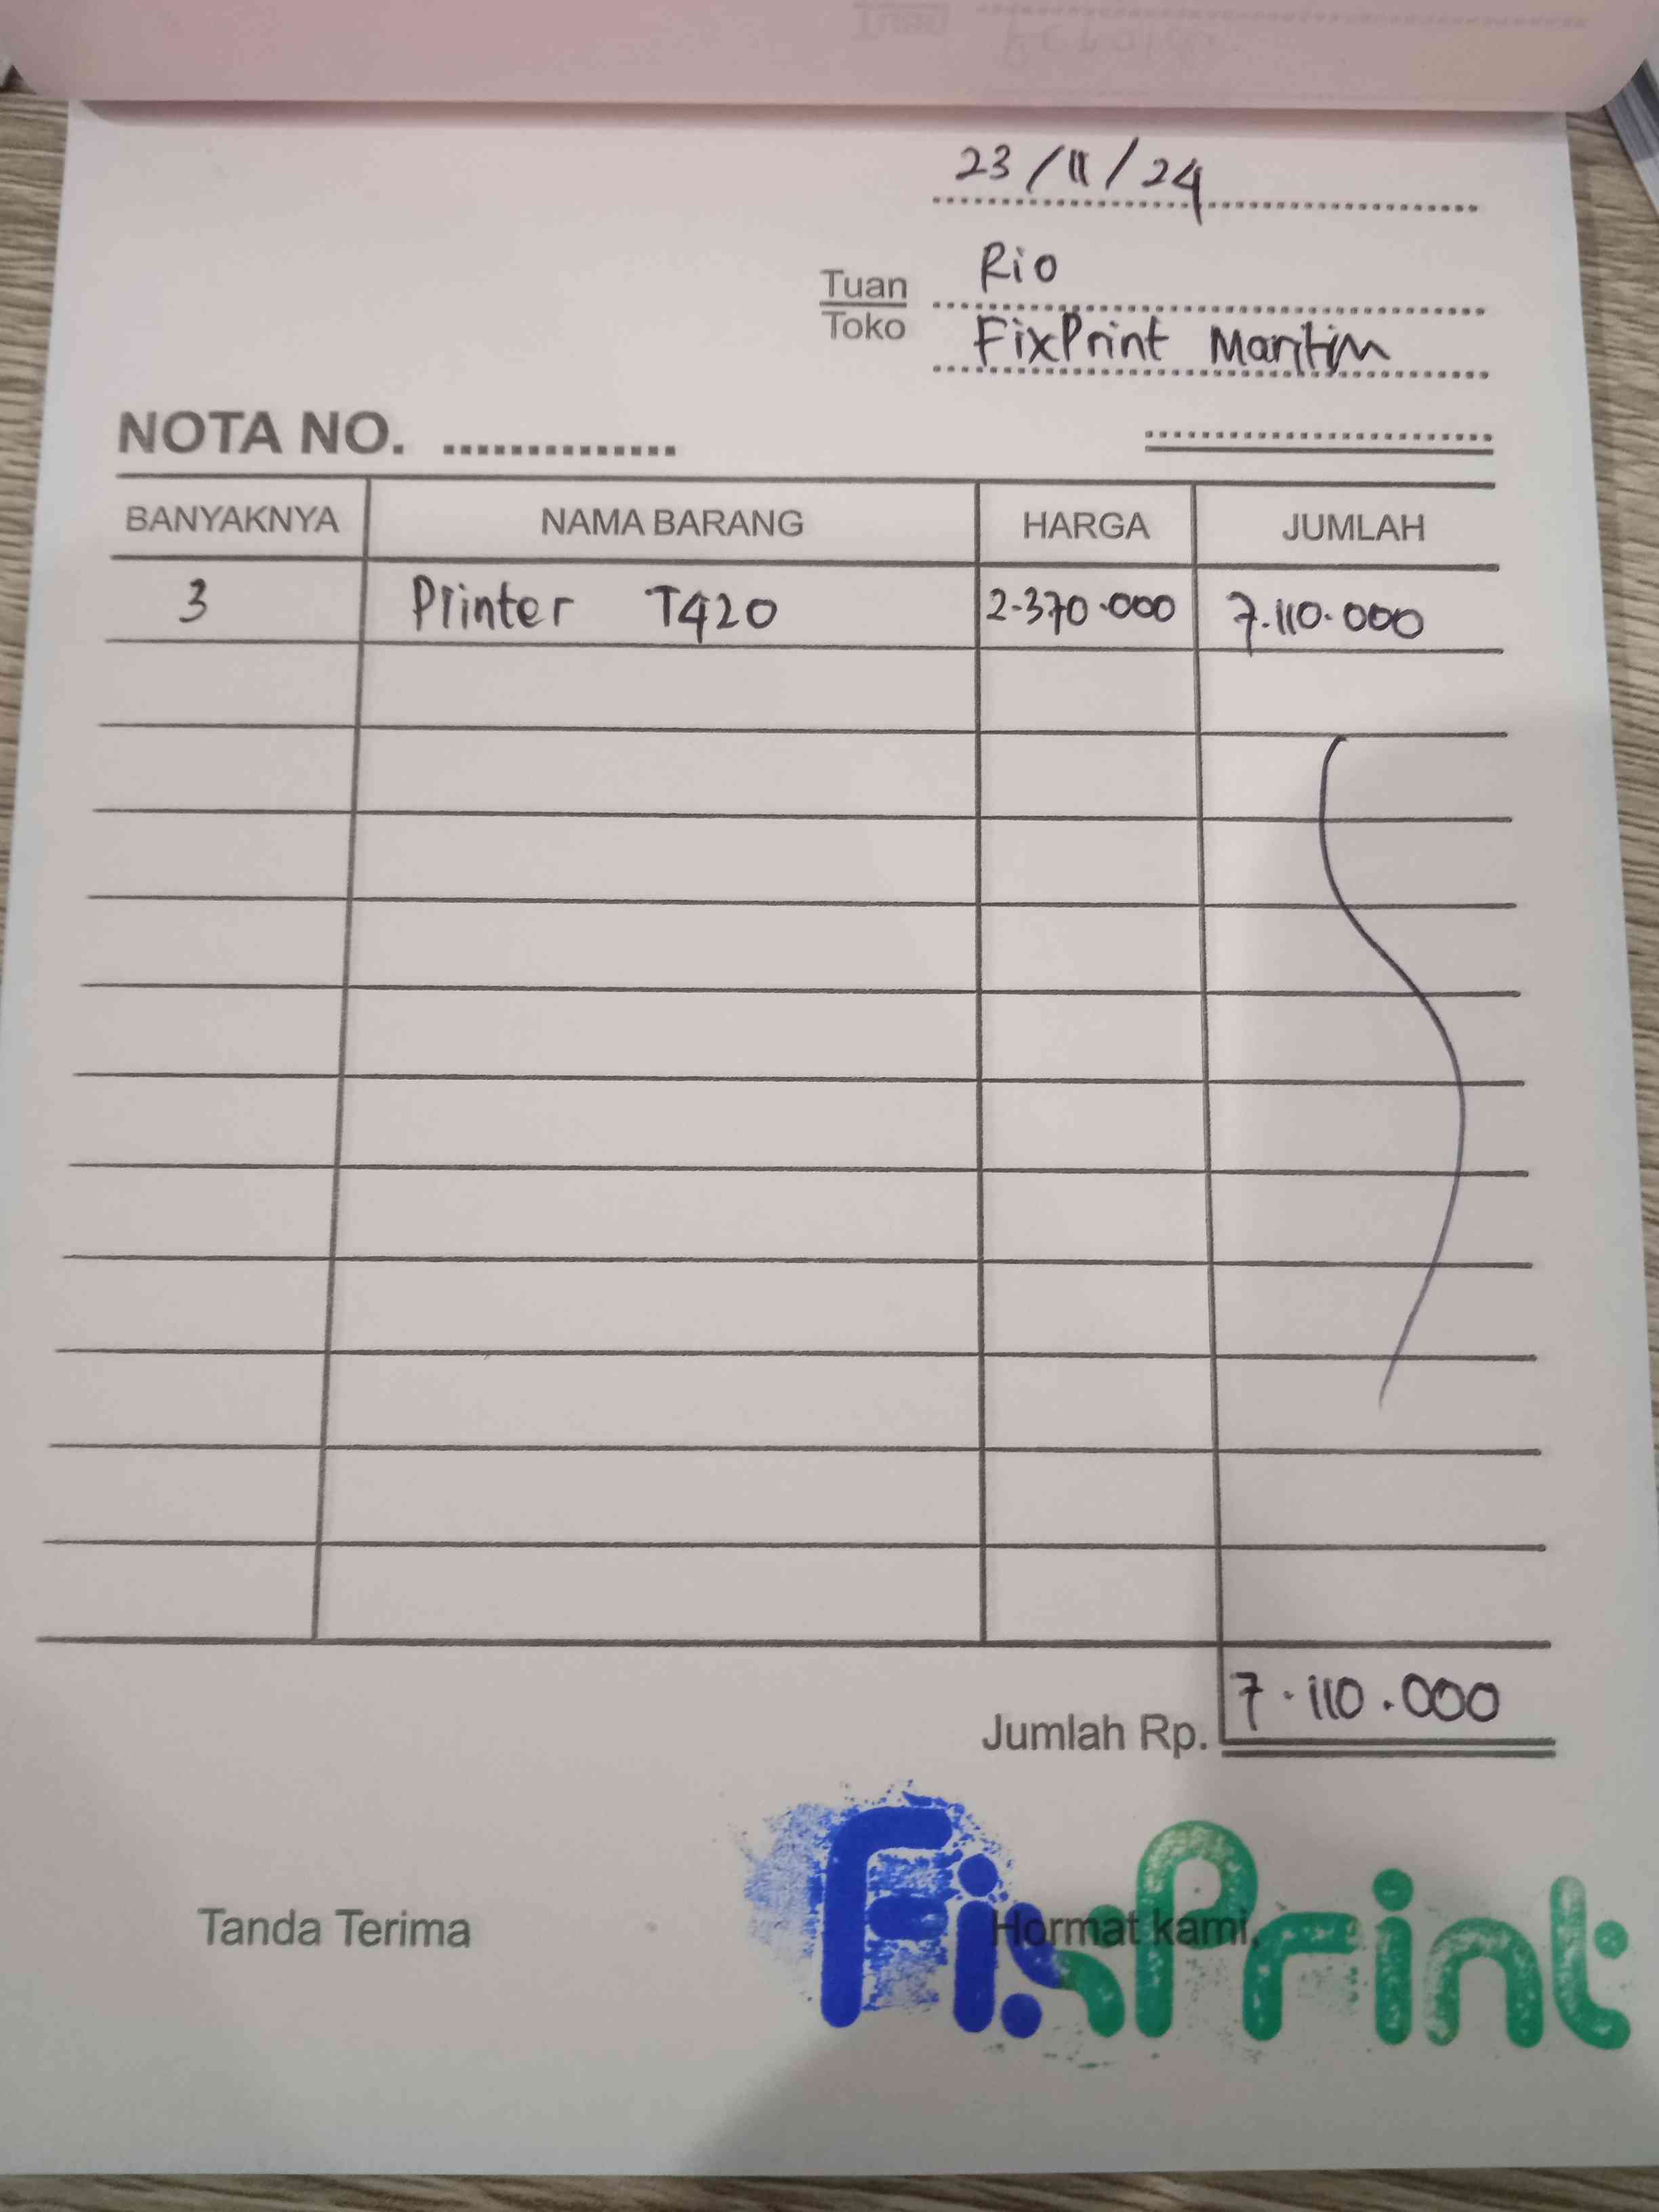 23/11/24
Tuan Rio
Toko FixPrint Maritim
NOTA NO. ..............
BANYAKNYA NAMA BARANG HARGA JUMLAH
3 Printer T420 2.370.000 7.110.000
Jumlah Rp. 7.110.000
Tanda Terima Hormat kami,
FixPrint